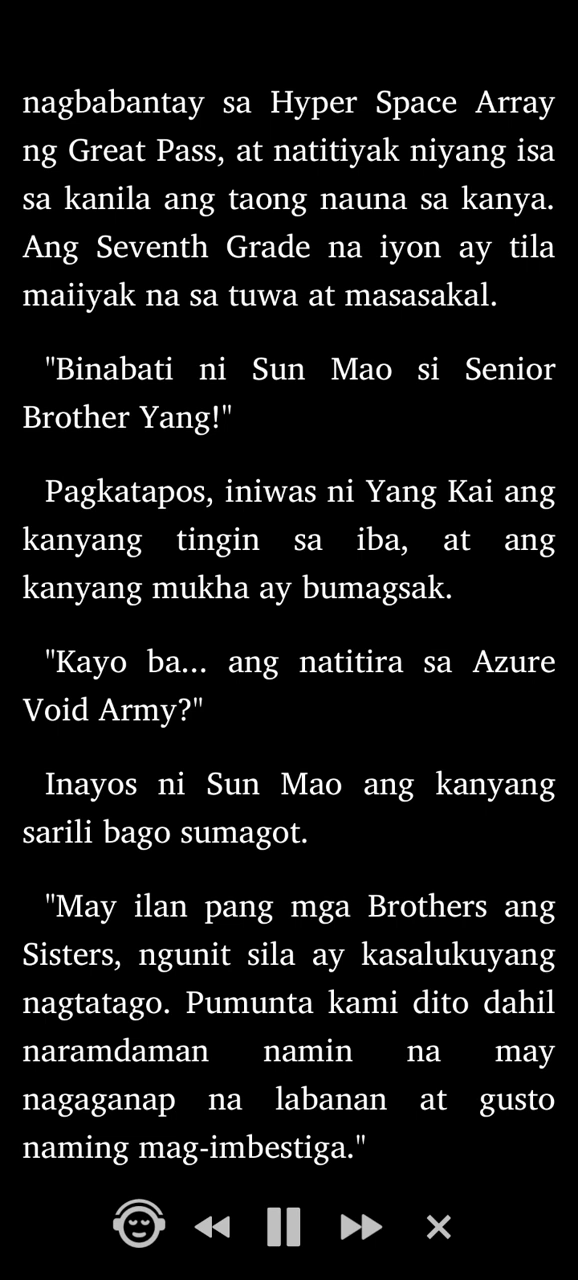 nagbabantay sa Hyper Space Array
ng Great Pass, at natitiyak niyang isa
sa kanila ang taong nauna sa kanya.
Ang Seventh Grade na iyon ay tila
maiiyak na sa tuwa at masasakal.
"Binabati ni Sun Mao si Senior
Brother Yang!"
Pagkatapos, iniwas ni Yang Kai ang
kanyang tingin sa iba, at ang
kanyang mukha ay bumagsak.
"Kayo ba... ang natitira sa Azure
Void Army?"
Inayos ni Sun Mao ang kanyang
sarili bago sumagot.
"May ilan pang mga Brothers ang
Sisters, ngunit sila ay kasalukuyang
nagtatago. Pumunta kami dito dahil
naramdaman namin na may
nagaganap na labanan at gusto
naming mag-imbestiga."